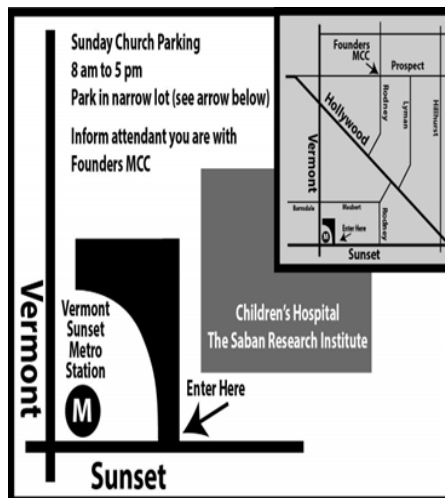 Sunday Church Parking
8 am to 5 pm
Park in narrow lot (see arrow below)
Inform attendant you are with
Founders MCC
Founders
MCC
Prospect
Rodney
Lyman
Hillhurst
Hollywood
Vermont
Barnsdale
Maubert
Rodney
M
Enter Here
Sunset
Vermont
Vermont
Sunset
Metro
Station
M
Children's Hospital
The Saban Research Institute
Enter Here
Sunset